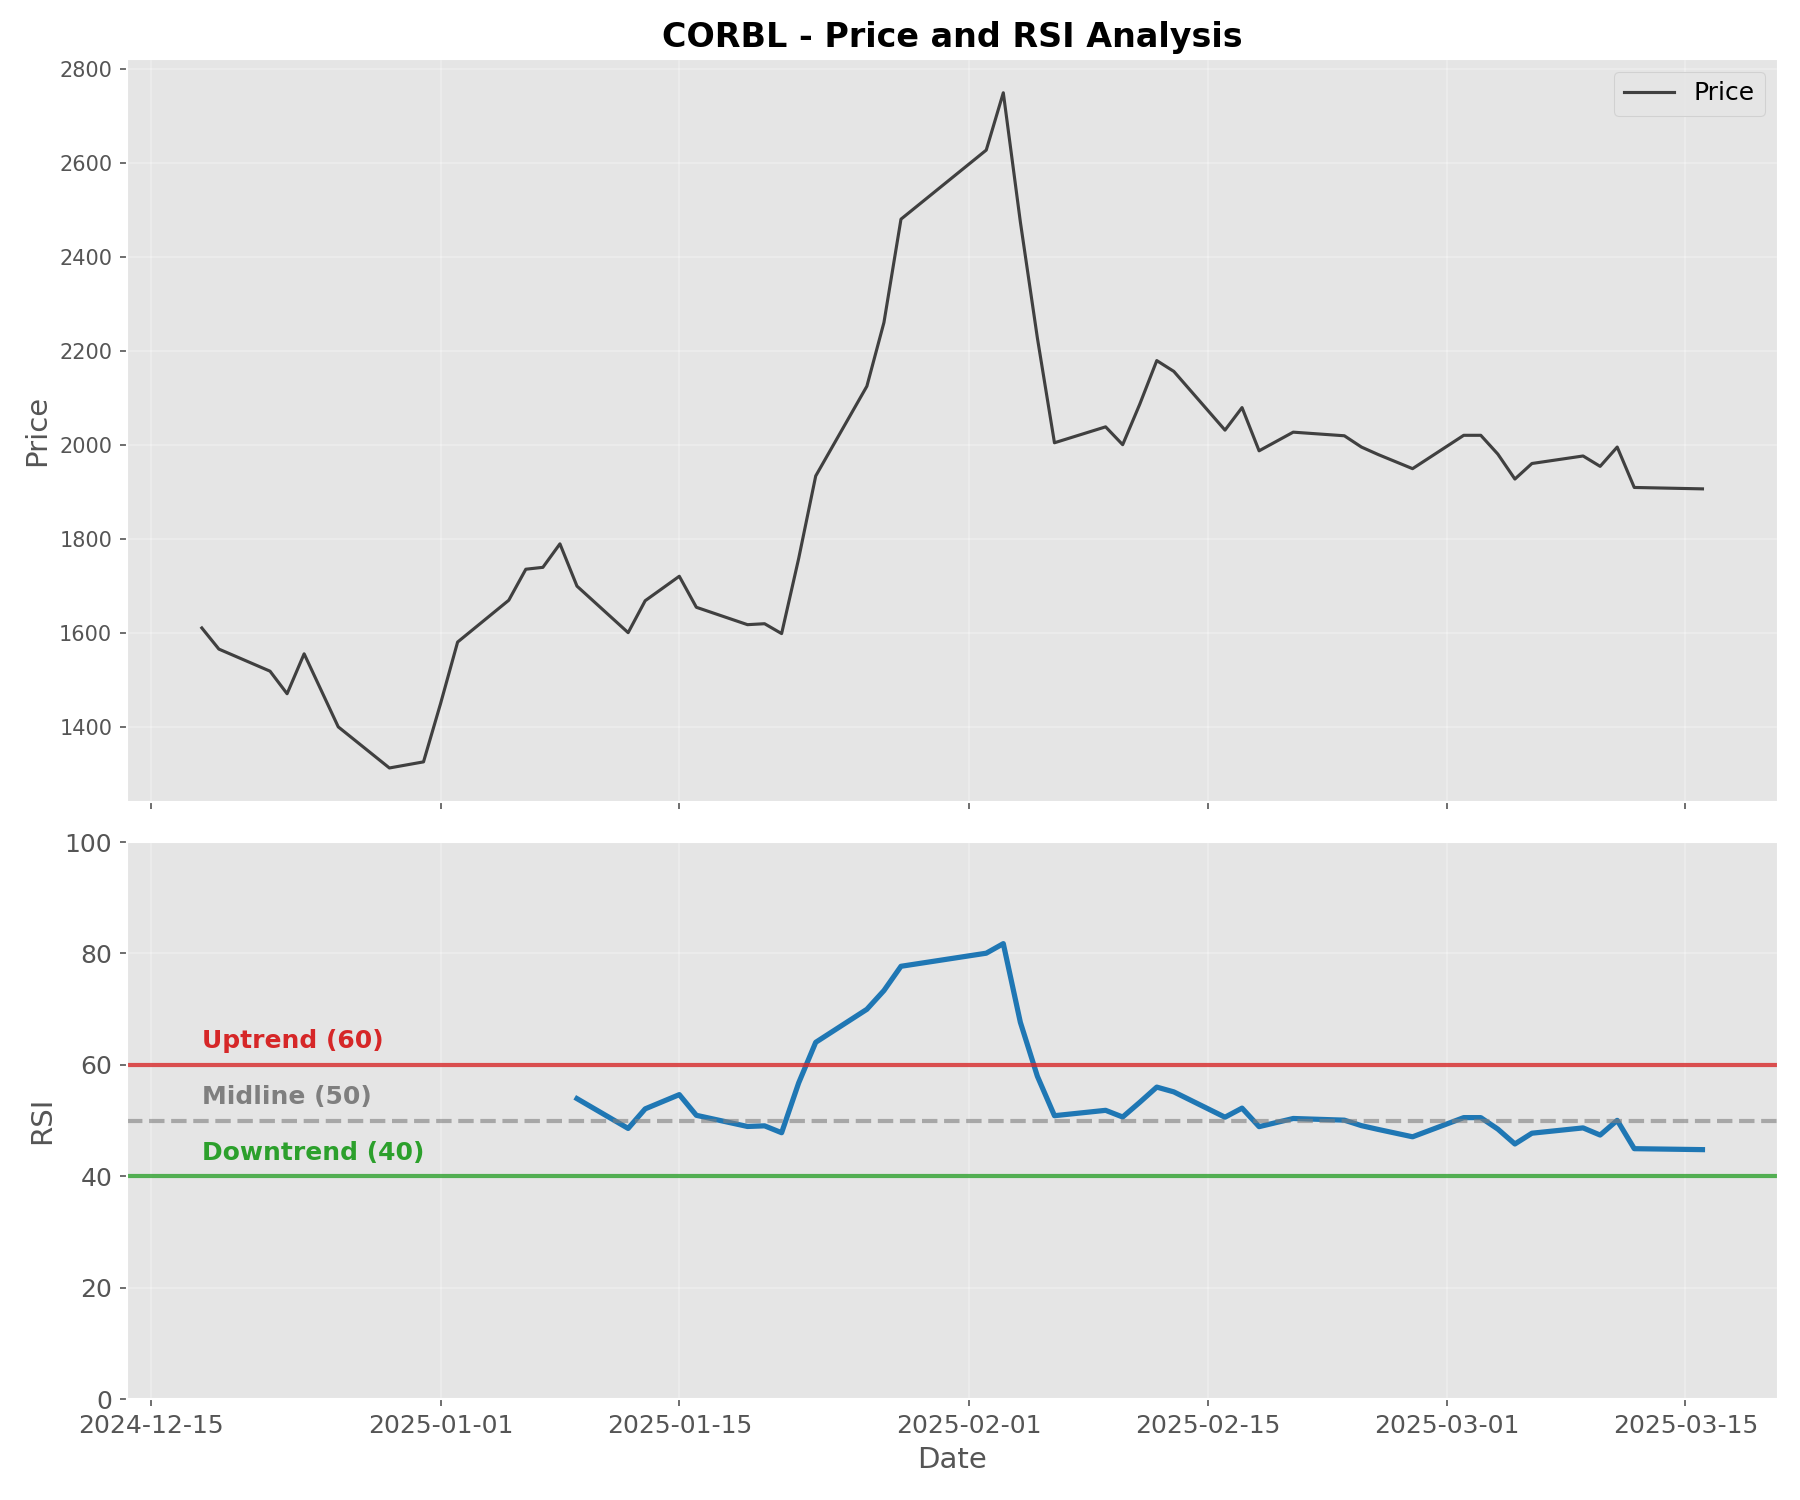 CORBL - Price and RSI Analysis
Price
2800
2600
2400
2200
2000
1800
1600
1400
Price
100
80
60
40
20
0
RSI
Uptrend (60)
Midline (50)
Downtrend (40)
2024-12-15
2025-01-01
2025-01-15
2025-02-01
2025-02-15
2025-03-01
2025-03-15
Date